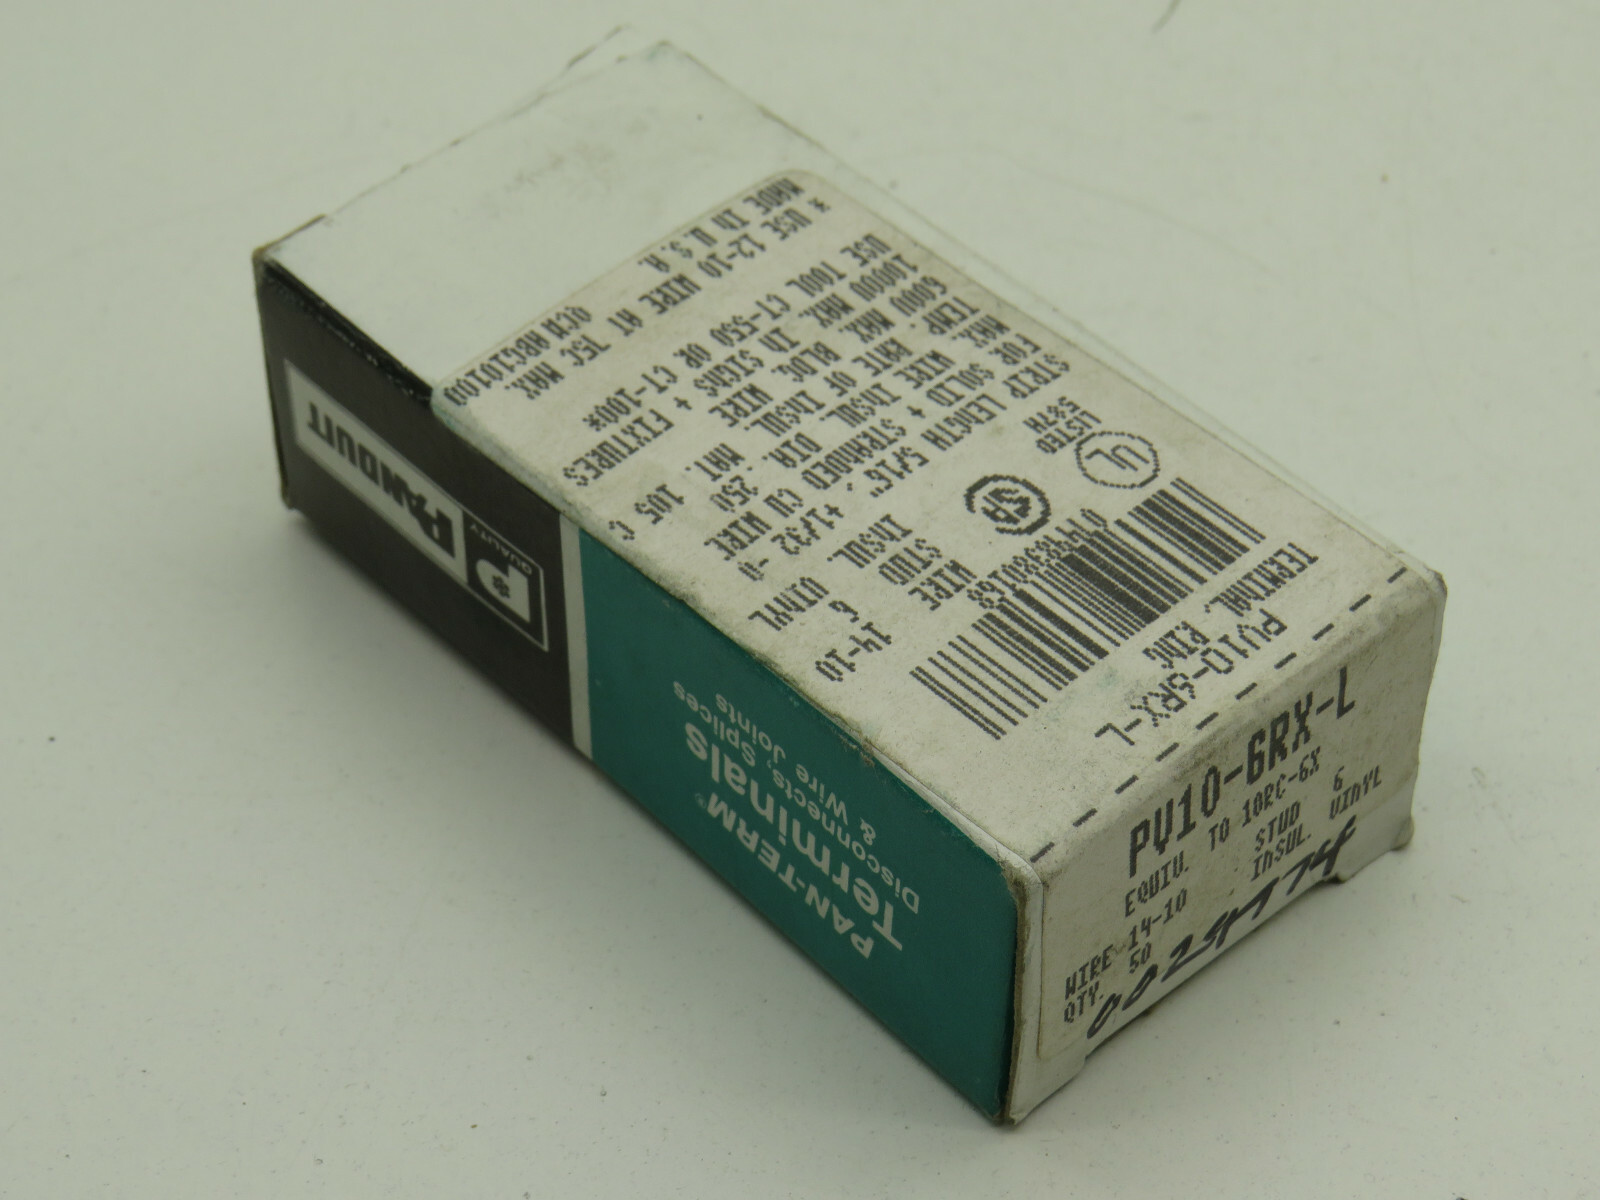 PV10-6RX-L
EQUIV. TO 10RC-6X
WIRE 14-10 STUD 6
QTY. 50 INSUL. VINYL
TERMINAL, RING
PV10-6RX-L
WIRE 14-10
STUD 6
INSUL. VINYL
UL
LISTED
587H
STRIP LENGTH 5/16", +1/32 -0
FOR SOLID + STRANDED CU WIRE
MAX. WIRE INSUL. DIA. .250
TEMP. RATE OF INSUL. MAT. 105 C
600V MAX. BLDG. WIRE
1000V MAX. IN SIGNS + FIXTURES
USE TOOL CT-550 OR CT-100*
* USE 12-10 WIRE AT 75C MAX.
MADE IN U.S.A.
PANDUIT
QUALITY
PAN-TERM®
Terminals
Disconnects, Splices
& Wire Joints